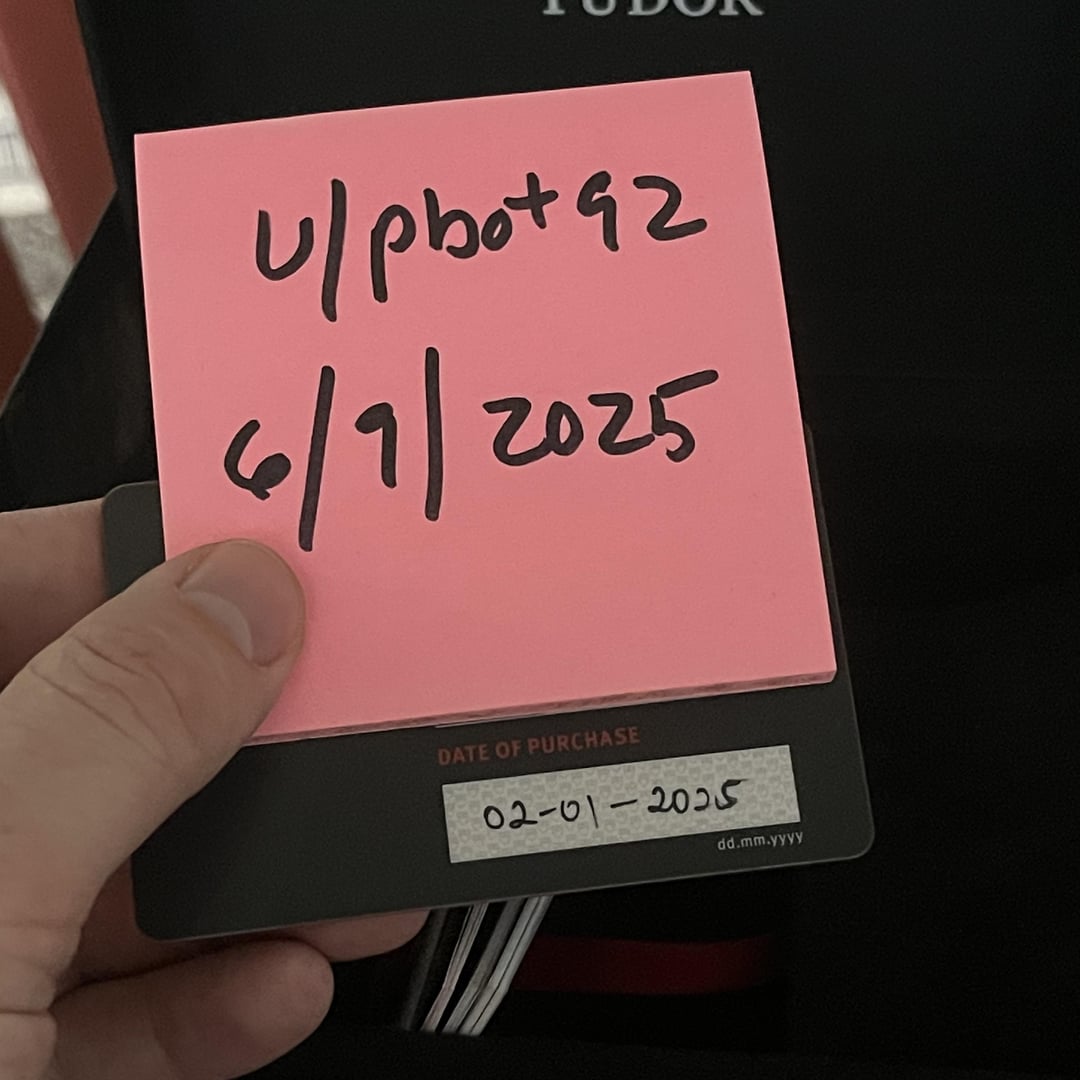 TUDOR
U/pbot92
6/9/2025
DATE OF PURCHASE
02-01-2025
dd.mm.yyyy